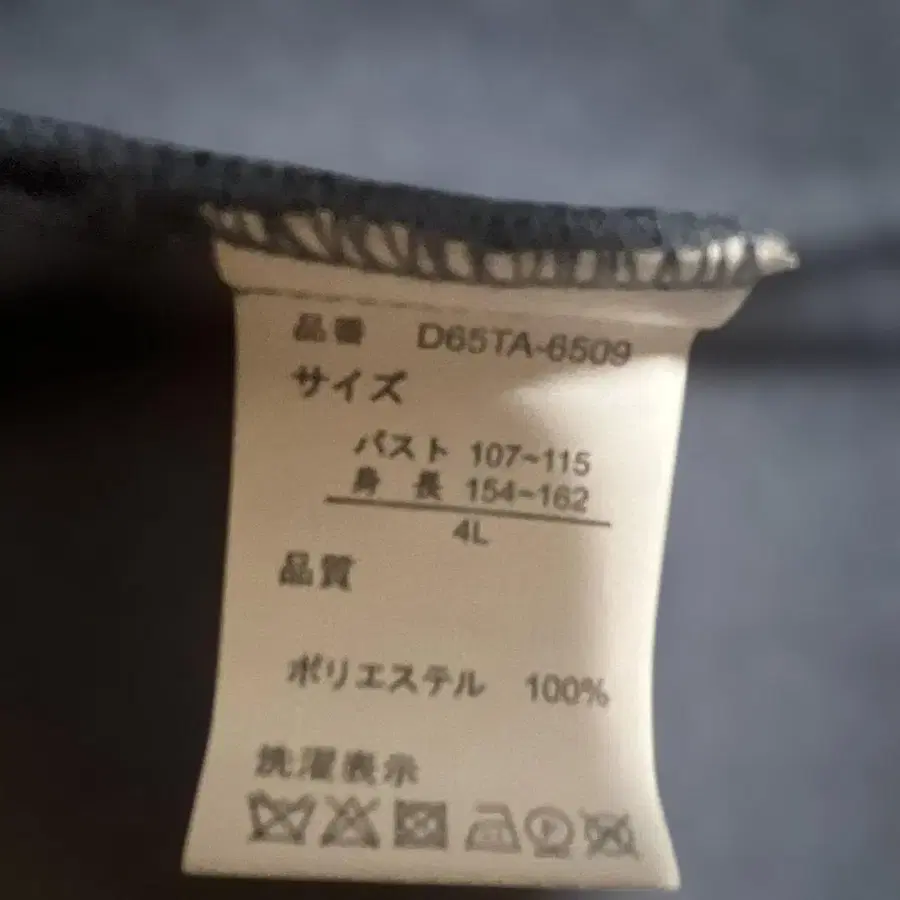 品番 D65TA-6509
サイズ
バスト 107~115
身 長 154~162
4L
品質
ポリエステル 100%
洗濯表示